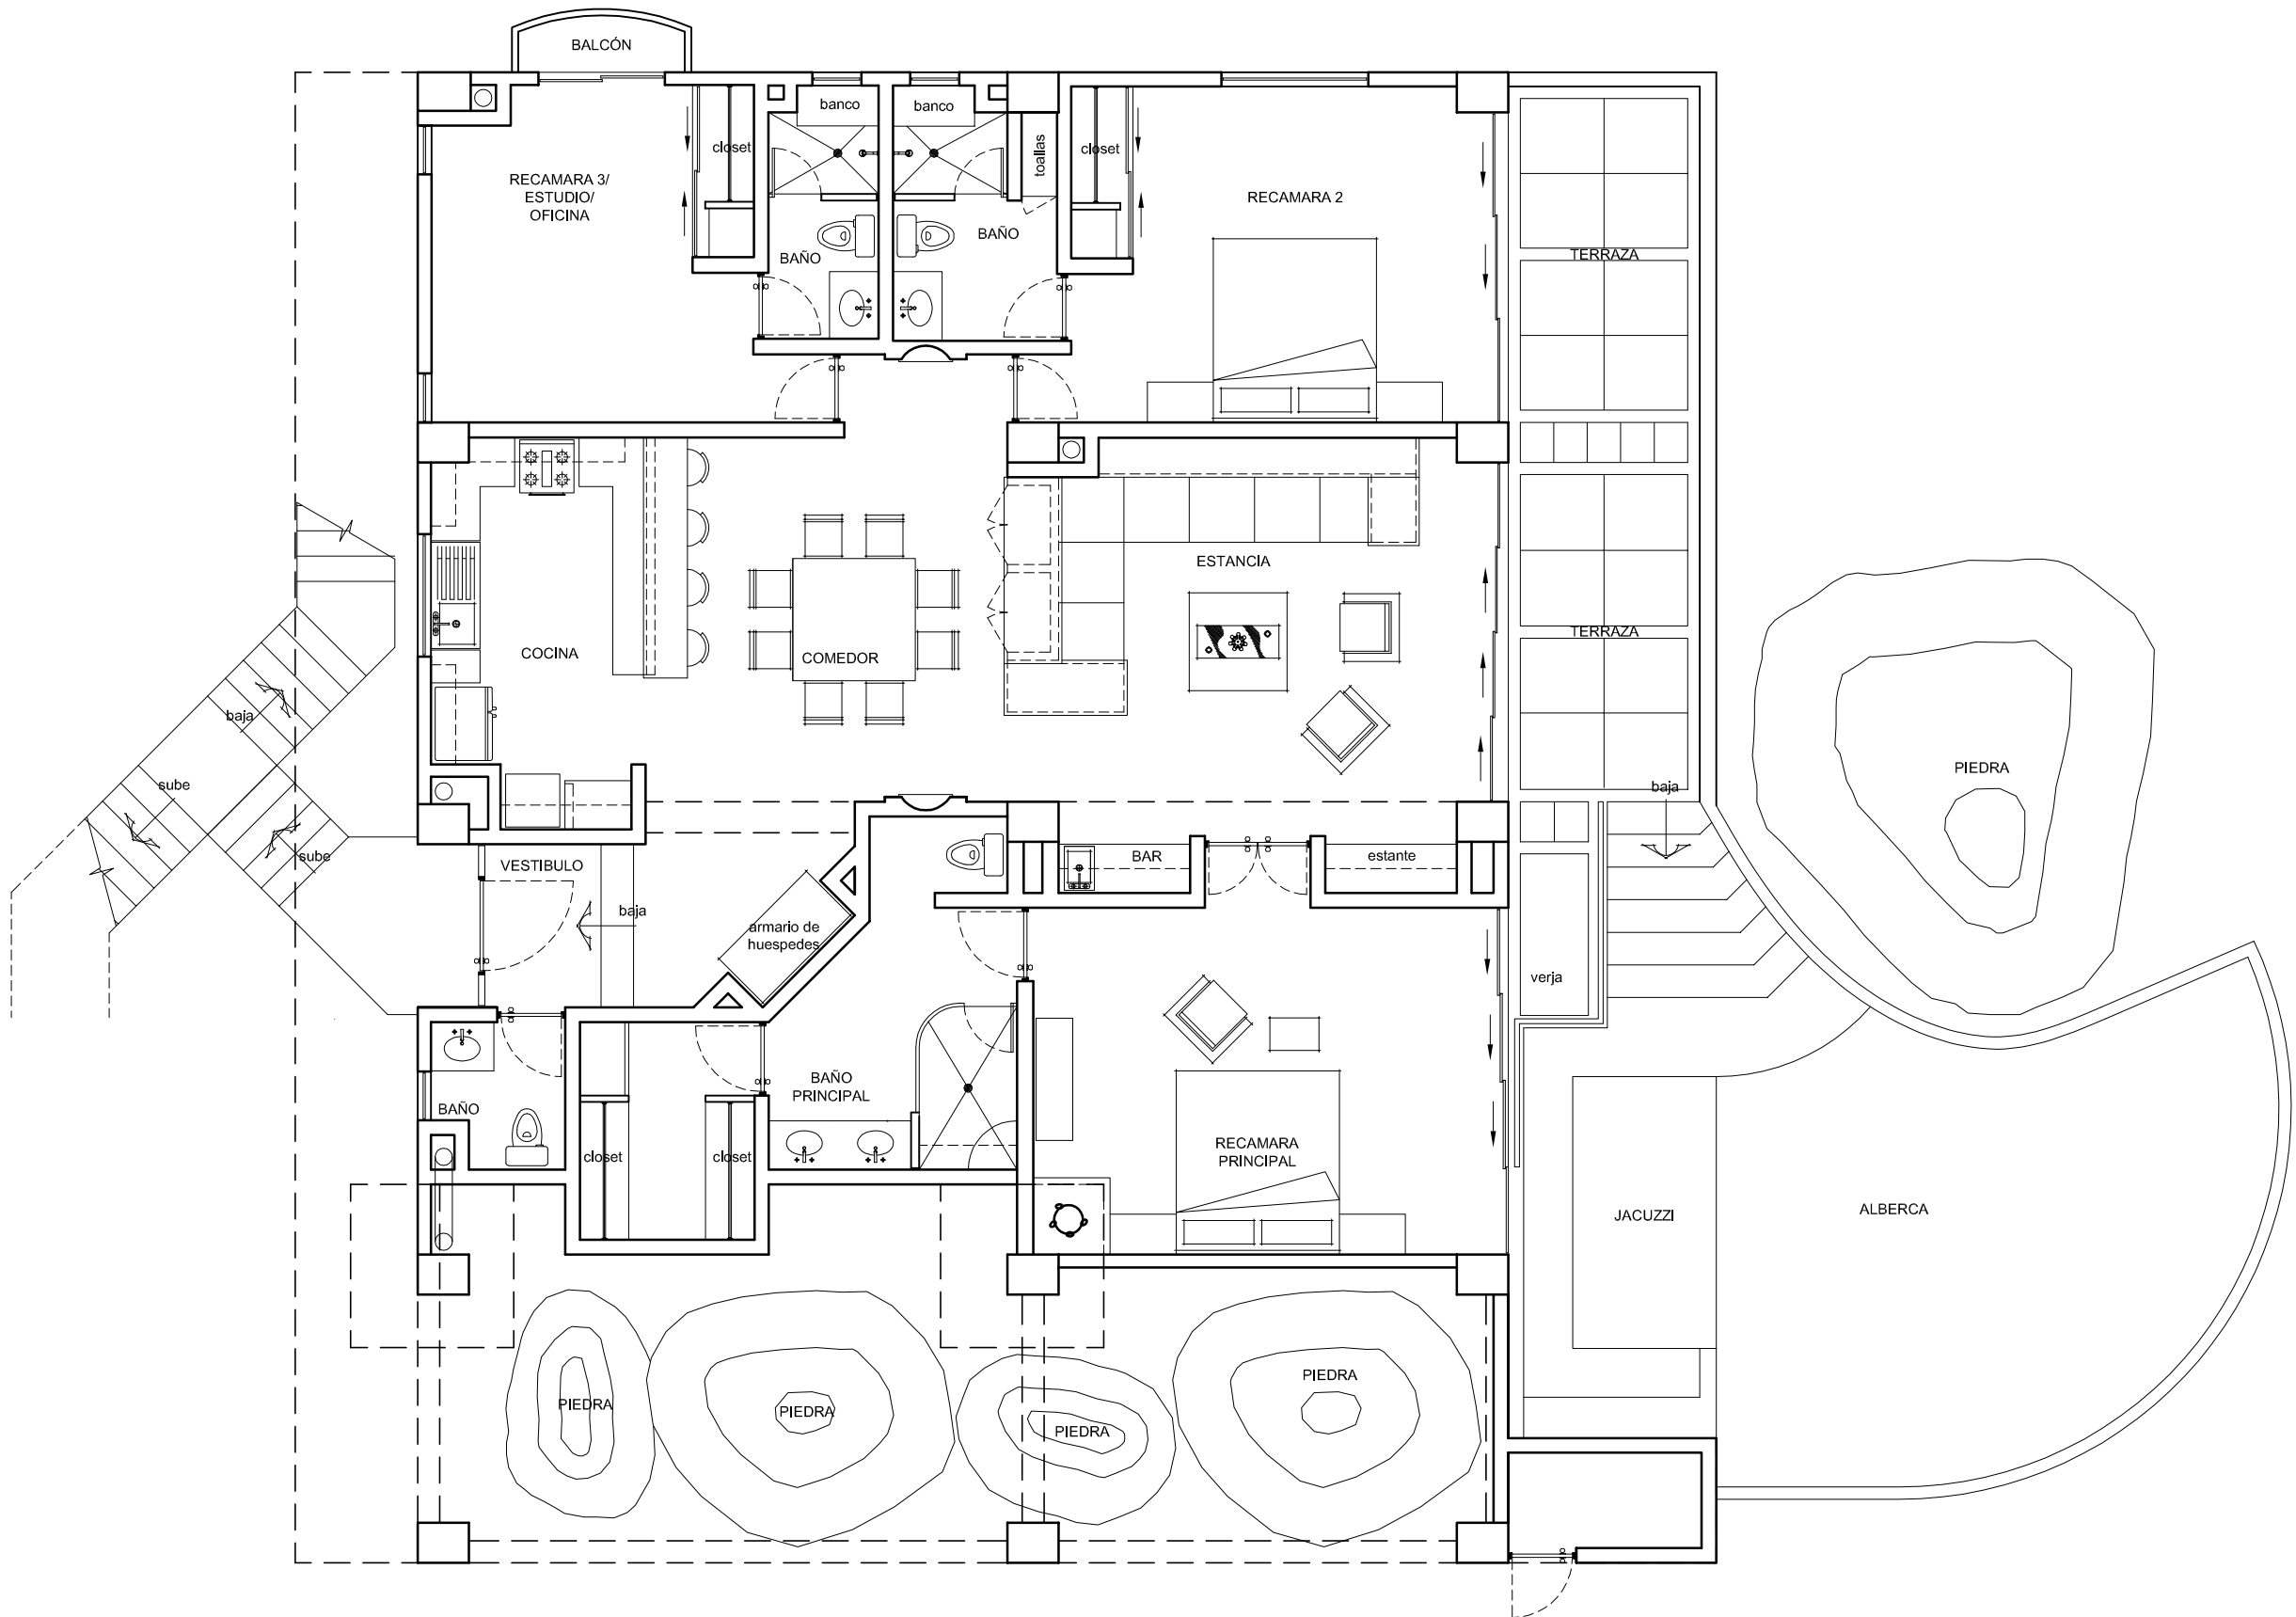 BALCÓN
banco
banco
closet
toallas
closet
RECAMARA 3/
ESTUDIO/
OFICINA
RECAMARA 2
BAÑO
BAÑO
TERRAZA
ESTANCIA
COCINA
COMEDOR
TERRAZA
baja
sube
sube
baja
PIEDRA
VESTIBULO
BAR
estante
baja
armario de
huespedes
verja
BAÑO
BAÑO
PRINCIPAL
closet
closet
RECAMARA
PRINCIPAL
JACUZZI
ALBERCA
PIEDRA
PIEDRA
PIEDRA
PIEDRA